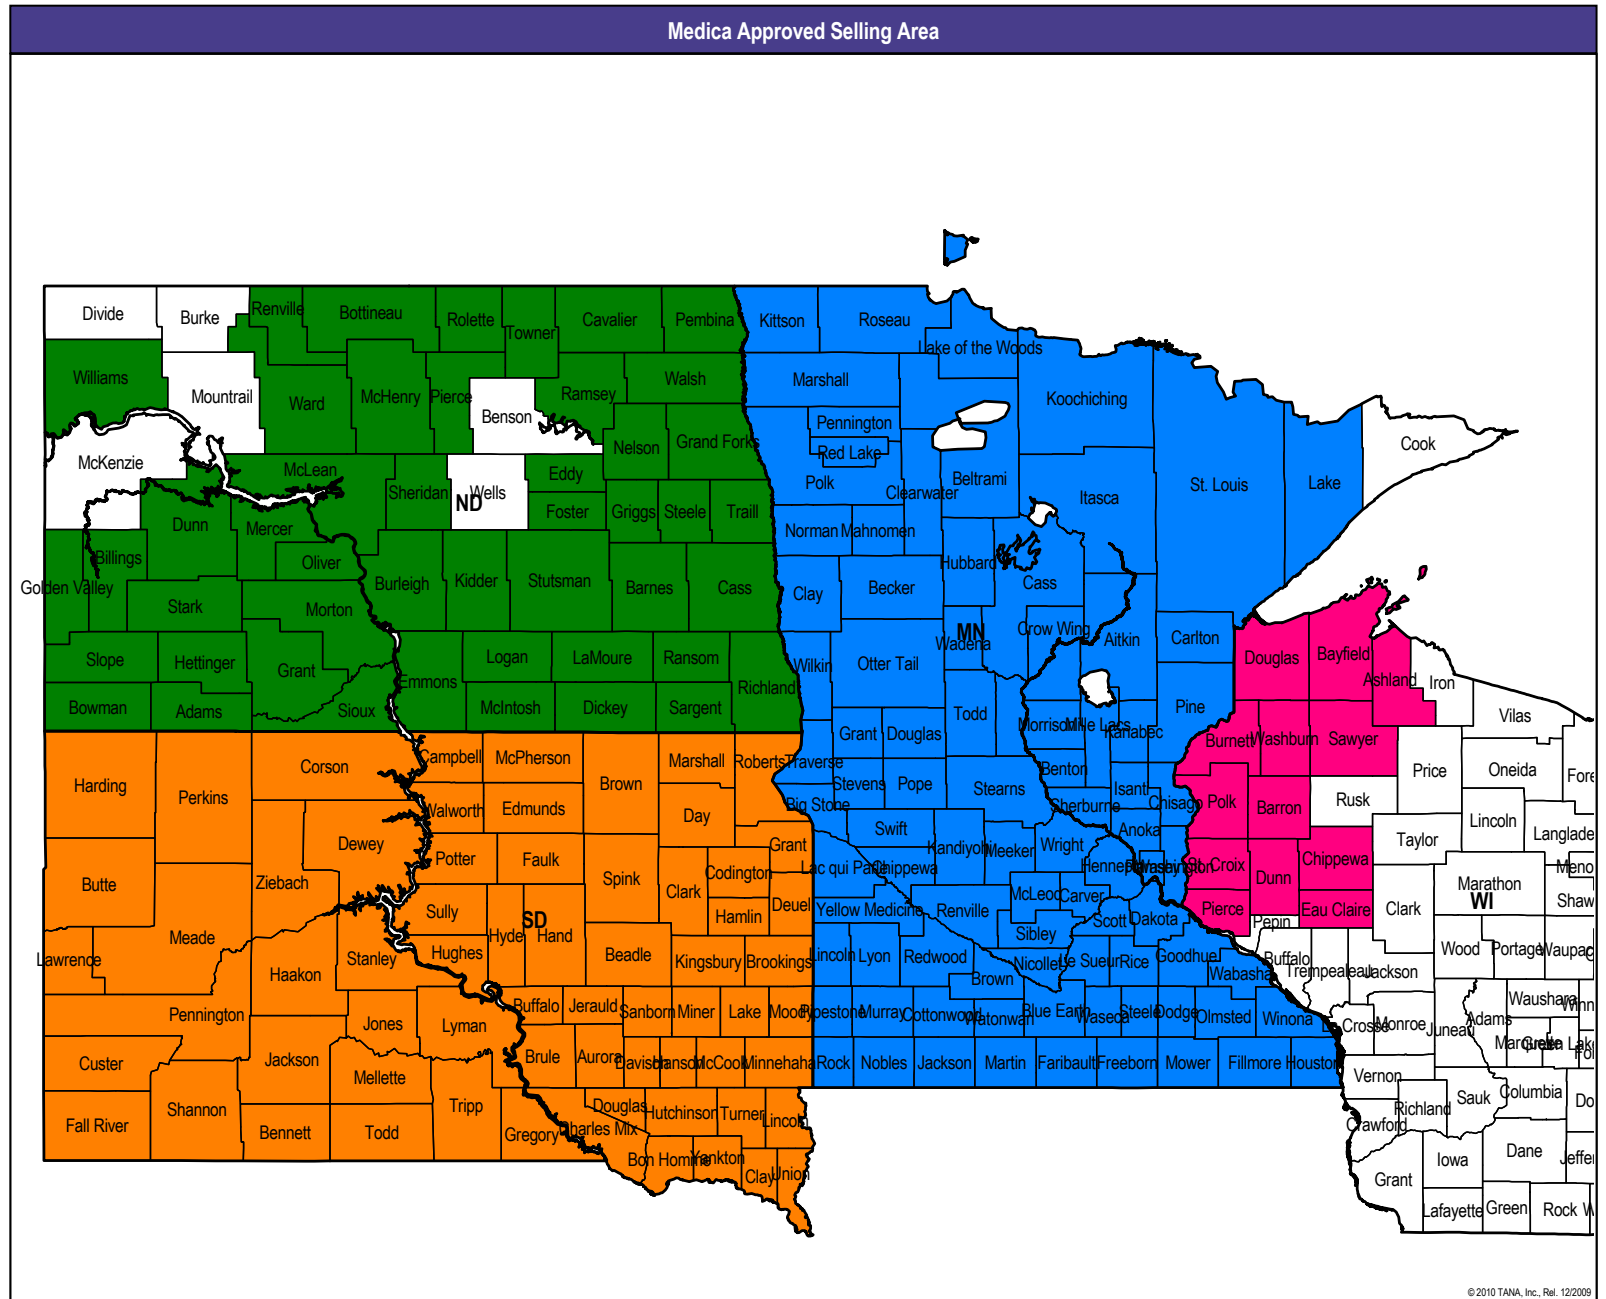 Medica Approved Selling Area
Divide
Burke
Renville
Bottineau
Rolette
Towner
Cavalier
Pembina
Kittson
Roseau
Lake of the Woods
Williams
Mountrail
Ward
McHenry
Pierce
Benson
Ramsey
Walsh
Marshall
Koochiching
Nelson
Grand Forks
Pennington
Red Lake
Cook
McKenzie
McLean
Sheridan
Wells
ND
Eddy
Foster
Griggs
Steele
Traill
Polk
Clearwater
Beltrami
Itasca
St. Louis
Lake
Dunn
Mercer
Oliver
Norman
Mahnomen
Hubbard
Cass
Golden Valley
Billings
Stark
Morton
Burleigh
Kidder
Stutsman
Barnes
Cass
Clay
Becker
Wadena
MN
Crow Wing
Aitkin
Carlton
Slope
Hettinger
Grant
Emmons
Logan
LaMoure
Ransom
Richland
Wilkin
Otter Tail
Douglas
Bayfield
Ashland
Iron
Bowman
Adams
Sioux
McIntosh
Dickey
Sargent
Todd
Morrison
Mille Lacs
Kanabec
Pine
Vilas
Grant
Douglas
Burnett
Washburn
Sawyer
Harding
Perkins
Corson
Campbell
McPherson
Brown
Marshall
Roberts
Traverse
Stevens
Pope
Stearns
Benton
Isanti
Sherburne
Chisago
Polk
Barron
Rusk
Price
Oneida
Walworth
Edmunds
Day
Big Stone
Swift
Kandiyohi
Meeker
Wright
Anoka
Taylor
Lincoln
Langlade
Dewey
Potter
Faulk
Grant
Lac qui Parle
Chippewa
Hennepin
Washington
St. Croix
Dunn
Chippewa
Butte
Ziebach
Spink
Clark
Codington
Hamlin
Deuel
Yellow Medicine
Renville
McLeod
Carver
Scott
Dakota
Pierce
Pepin
Eau Claire
Clark
Marathon
WI
Meade
Sully
SD
Hyde
Hand
Sibley
Lawrence
Haakon
Stanley
Hughes
Beadle
Kingsbury
Brookings
Lincoln
Lyon
Redwood
Brown
Nicollet
Le Sueur
Rice
Goodhue
Wabasha
Buffalo
Trempealeau
Jackson
Wood
Portage
Pennington
Jones
Lyman
Buffalo
Jerauld
Sanborn
Miner
Lake
Moody
Pipestone
Murray
Cottonwood
Watonwan
Blue Earth
Waseca
Steele
Dodge
Olmsted
Winona
La Crosse
Monroe
Juneau
Adams
Waushara
Marquette
Green Lake
Custer
Jackson
Mellette
Brule
Aurora
Davison
Hanson
McCook
Minnehaha
Rock
Nobles
Jackson
Martin
Faribault
Freeborn
Mower
Fillmore
Houston
Vernon
Fall River
Shannon
Bennett
Todd
Tripp
Gregory
Charles Mix
Douglas
Hutchinson
Turner
Lincoln
Crawford
Richland
Sauk
Columbia
Bon Homme
Yankton
Clay
Union
Grant
Iowa
Dane
Lafayette
Green
Rock
© 2010 TANA, Inc., Rel. 12/2009